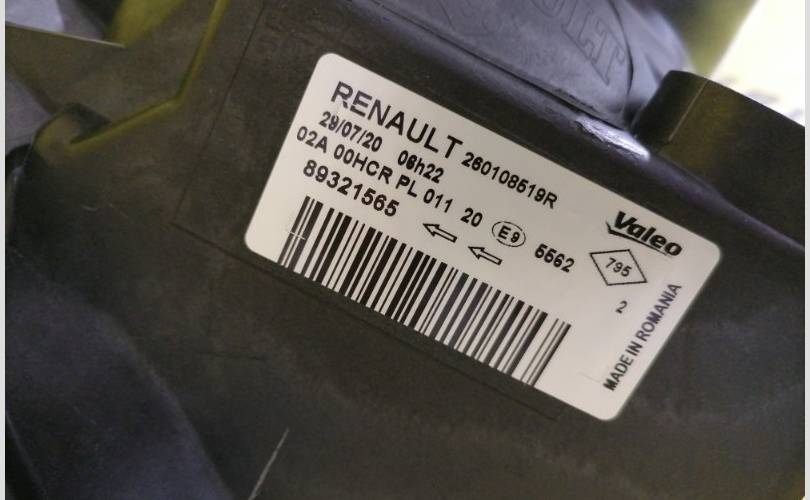 RENAULT 260108519R
29/07/20 06h22
02A 00HCR PL 011 20 E9 5562
89321565
Valeo
795
2
MADE IN ROMANIA